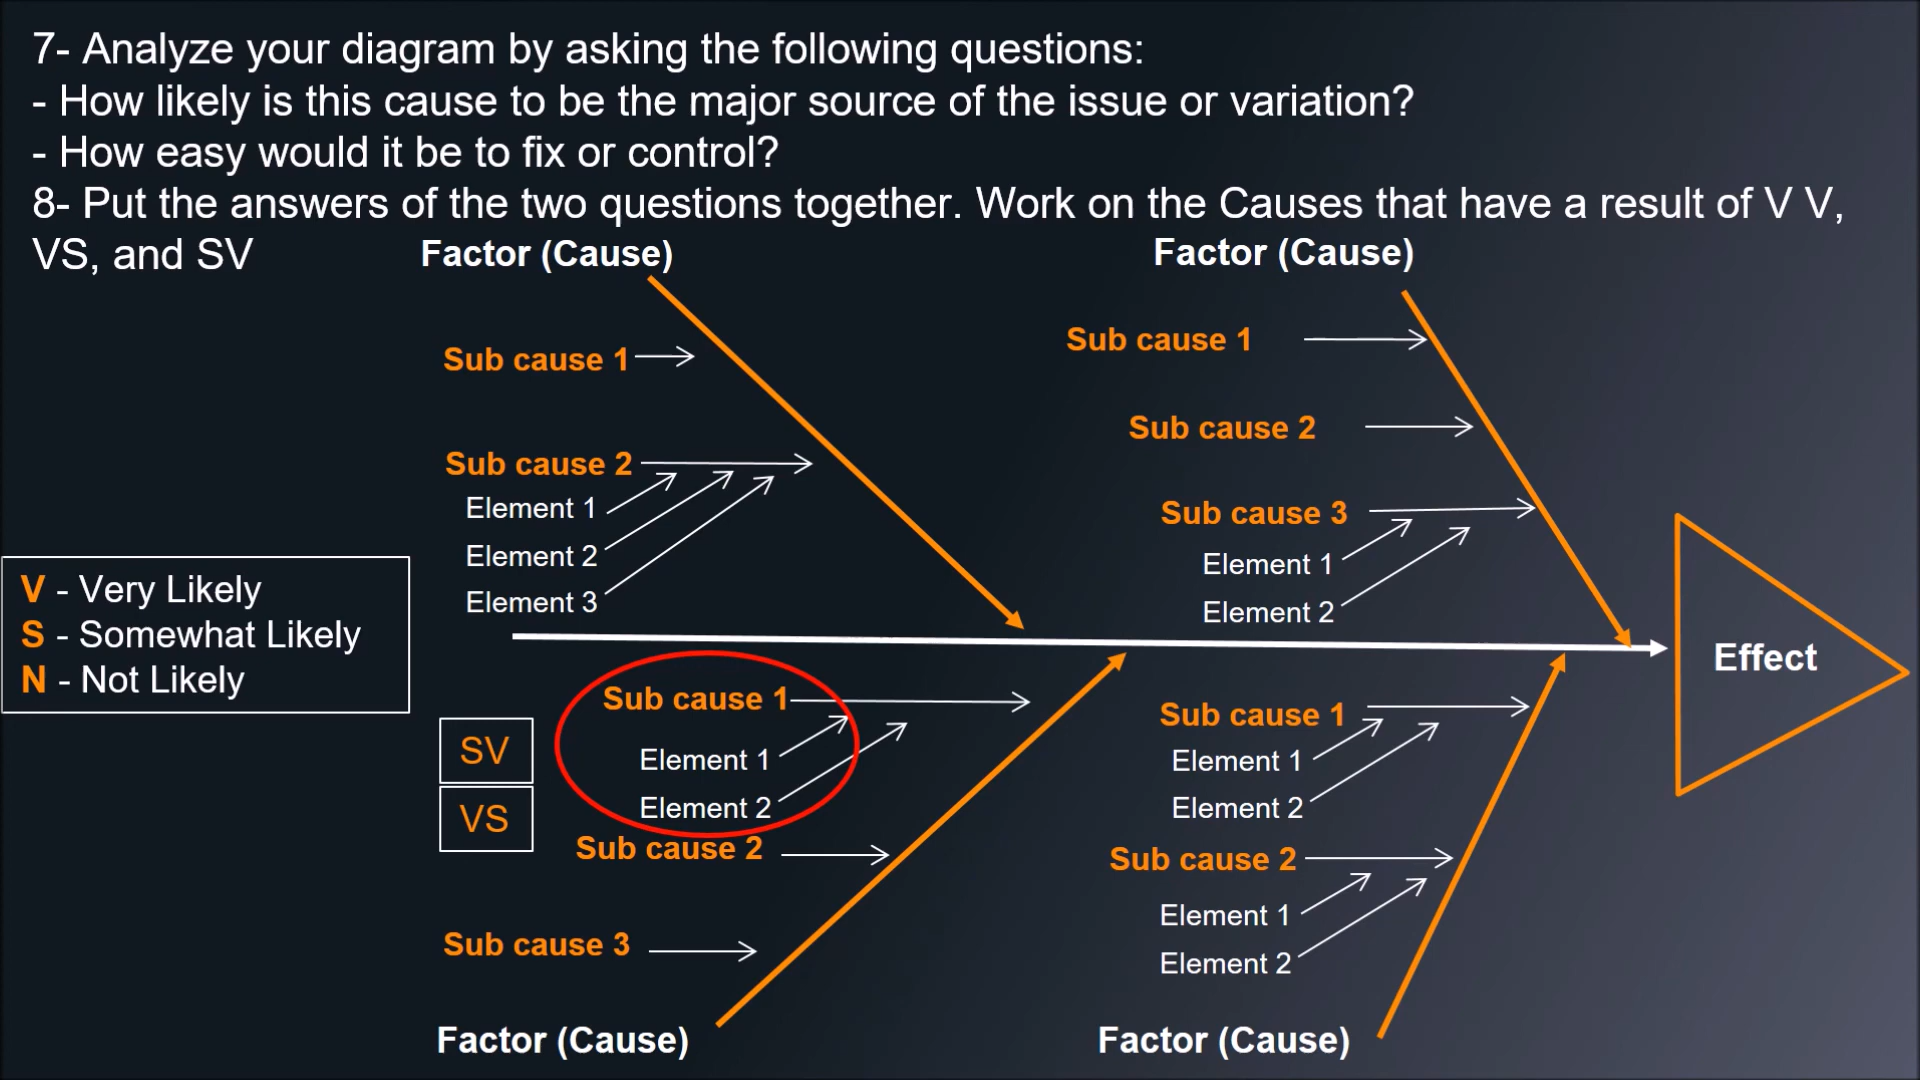 7- Analyze your diagram by asking the following questions:
- How likely is this cause to be the major source of the issue or variation?
- How easy would it be to fix or control?
8- Put the answers of the two questions together. Work on the Causes that have a result of V V,
VS, and SV
Factor (Cause)
Sub cause 1
Sub cause 2
Element 1
Element 2
Element 3
Factor (Cause)
Sub cause 1
Sub cause 2
Sub cause 3
Element 1
Element 2
V - Very Likely
S - Somewhat Likely
N - Not Likely
Effect
SV
VS
Sub cause 1
Element 1
Element 2
Sub cause 2
Sub cause 3
Factor (Cause)
Sub cause 1
Element 1
Element 2
Sub cause 2
Element 1
Element 2
Factor (Cause)